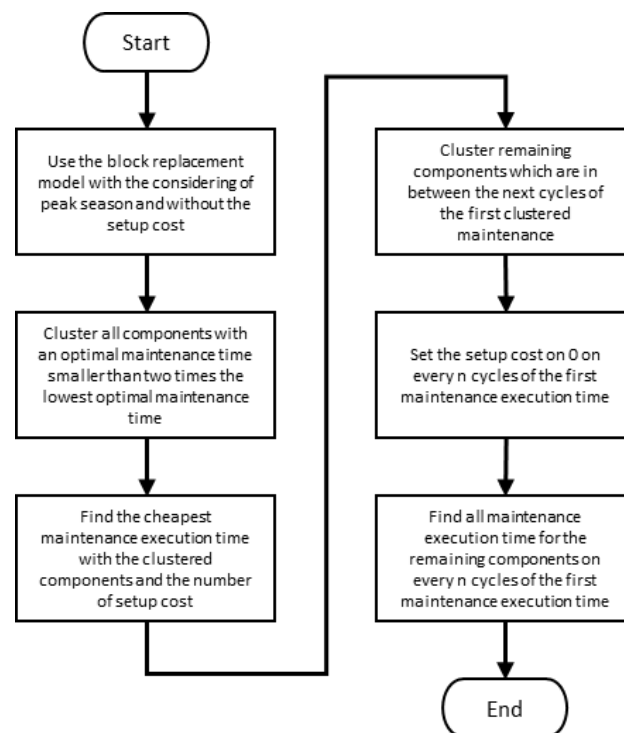 Start
Use the block replacement
model with the considering of
peak season and without the
setup cost
Cluster all components with
an optimal maintenance time
smaller than two times the
lowest optimal maintenance
time
Find the cheapest
maintenance execution time
with the clustered
components and the number
of setup cost
Cluster remaining
components which are in
between the next cycles of
the first clustered
maintenance
Set the setup cost on 0 on
every n cycles of the first
maintenance execution time
Find all maintenance
execution time for the
remaining components on
every n cycles of the first
maintenance execution time
End